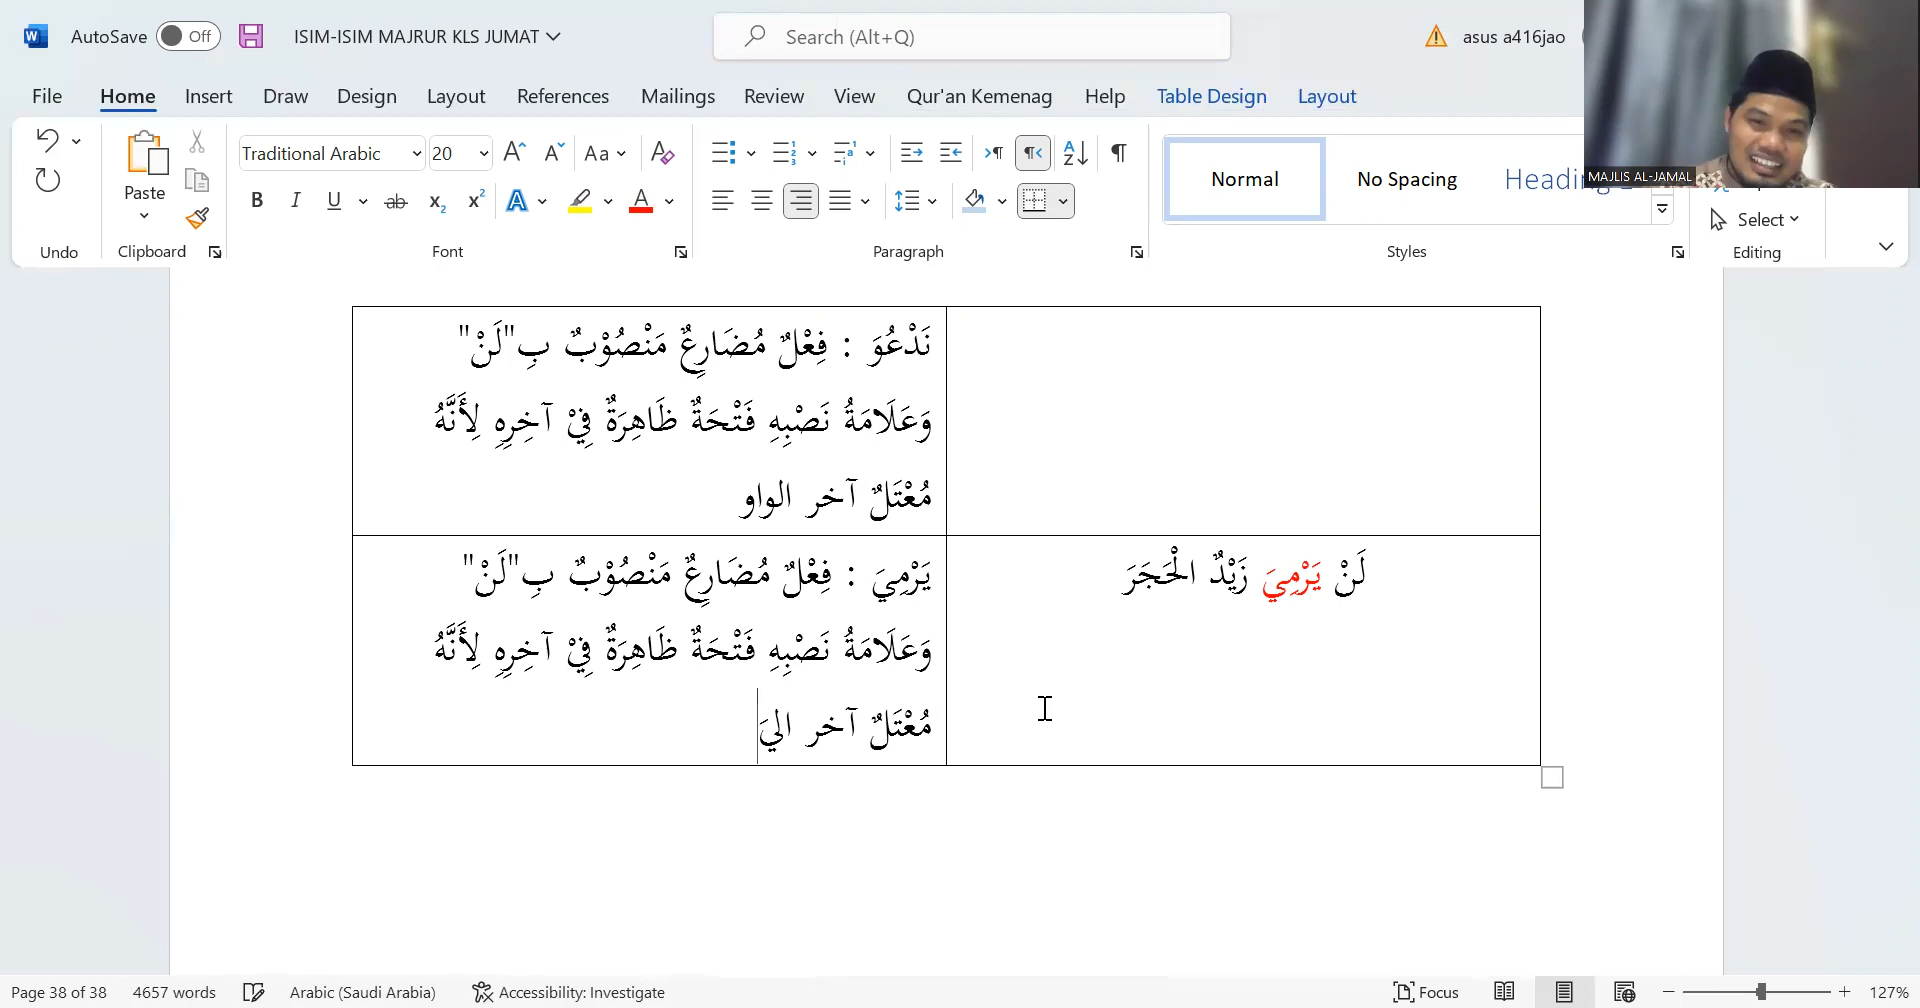 AutoSave Off ISIM-ISIM MAJRUR KLS JUMAT Search (Alt+Q) asus a416jao
File Home Insert Draw Design Layout References Mailings Review View Qur'an Kemenag Help Table Design Layout
MAJLIS AL-JAMAL
Paste Traditional Arabic 20 Normal No Spacing Heading
Select
Undo Clipboard Font Paragraph Styles Editing
نَدْعُوَ : فِعْلٌ مُضَارِعٌ مَنْصُوْبٌ بِ"لَنْ"
وَعَلَامَةُ نَصْبِهِ فَتْحَةٌ ظَاهِرَةٌ فِيْ آخِرِهِ لِأَنَّهُ
مُعْتَلٌ آخر الواو
لَنْ يَرْمِيَ زَيْدٌ الْحَجَرَ
يَرْمِيَ : فِعْلٌ مُضَارِعٌ مَنْصُوْبٌ بِ"لَنْ"
وَعَلَامَةُ نَصْبِهِ فَتْحَةٌ ظَاهِرَةٌ فِيْ آخِرِهِ لِأَنَّهُ
مُعْتَلٌ آخر اليَ
Page 38 of 38 4657 words Arabic (Saudi Arabia) Accessibility: Investigate Focus 127%